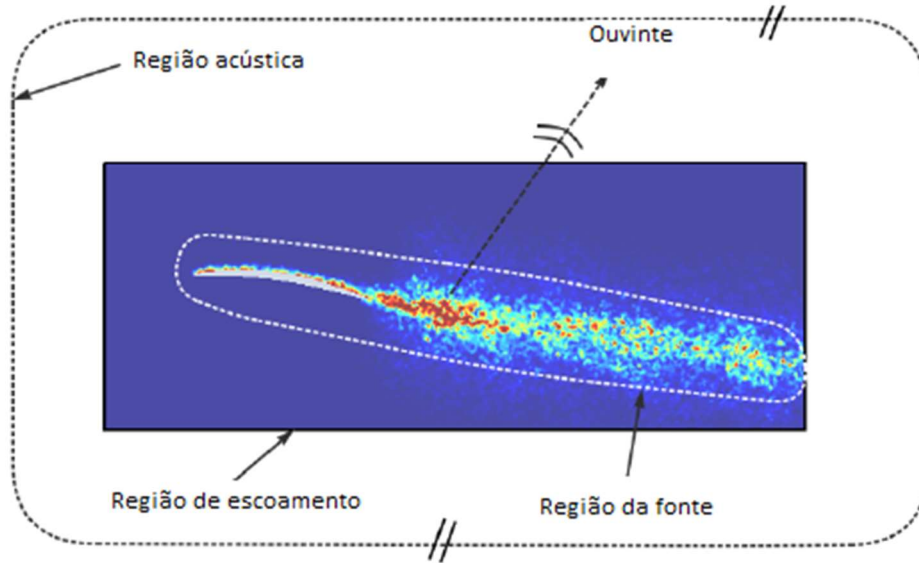 Ouvinte
Região acústica
Região de escoamento
Região da fonte